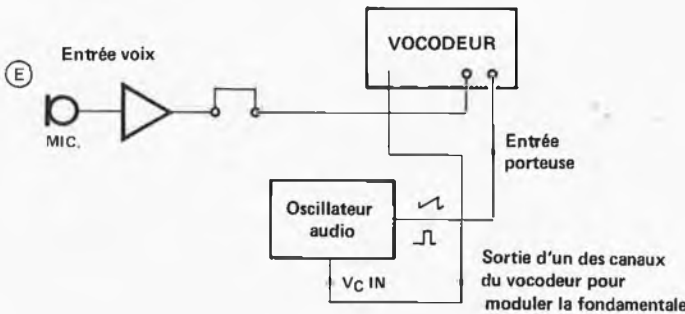 Entrée voix
VOCODEUR
E
MIC.
Entrée
porteuse
Oscillateur
audio
Sortie d'un des canaux
du vocodeur pour
moduler la fondamentale
VC IN